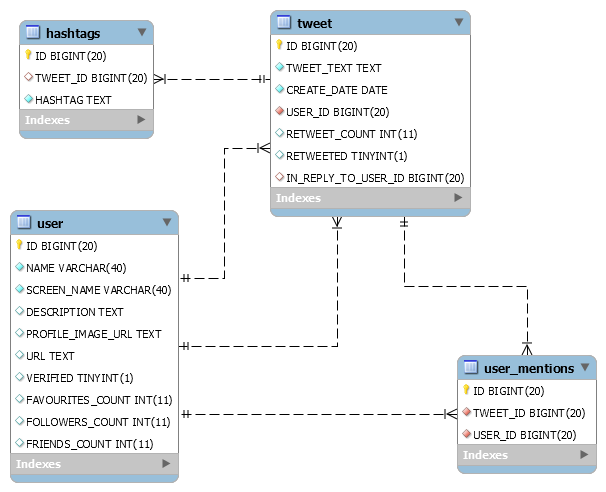 hashtags
ID BIGINT(20)
TWEET_ID BIGINT(20)
HASHTAG TEXT
Indexes
tweet
ID BIGINT(20)
TWEET_TEXT TEXT
CREATE_DATE DATE
USER_ID BIGINT(20)
RETWEET_COUNT INT(11)
RETWEETED TINYINT(1)
IN_REPLY_TO_USER_ID BIGINT(20)
Indexes
user
ID BIGINT(20)
NAME VARCHAR(40)
SCREEN_NAME VARCHAR(40)
DESCRIPTION TEXT
PROFILE_IMAGE_URL TEXT
URL TEXT
VERIFIED TINYINT(1)
FAVOURITES_COUNT INT(11)
FOLLOWERS_COUNT INT(11)
FRIENDS_COUNT INT(11)
Indexes
user_mentions
ID BIGINT(20)
TWEET_ID BIGINT(20)
USER_ID BIGINT(20)
Indexes